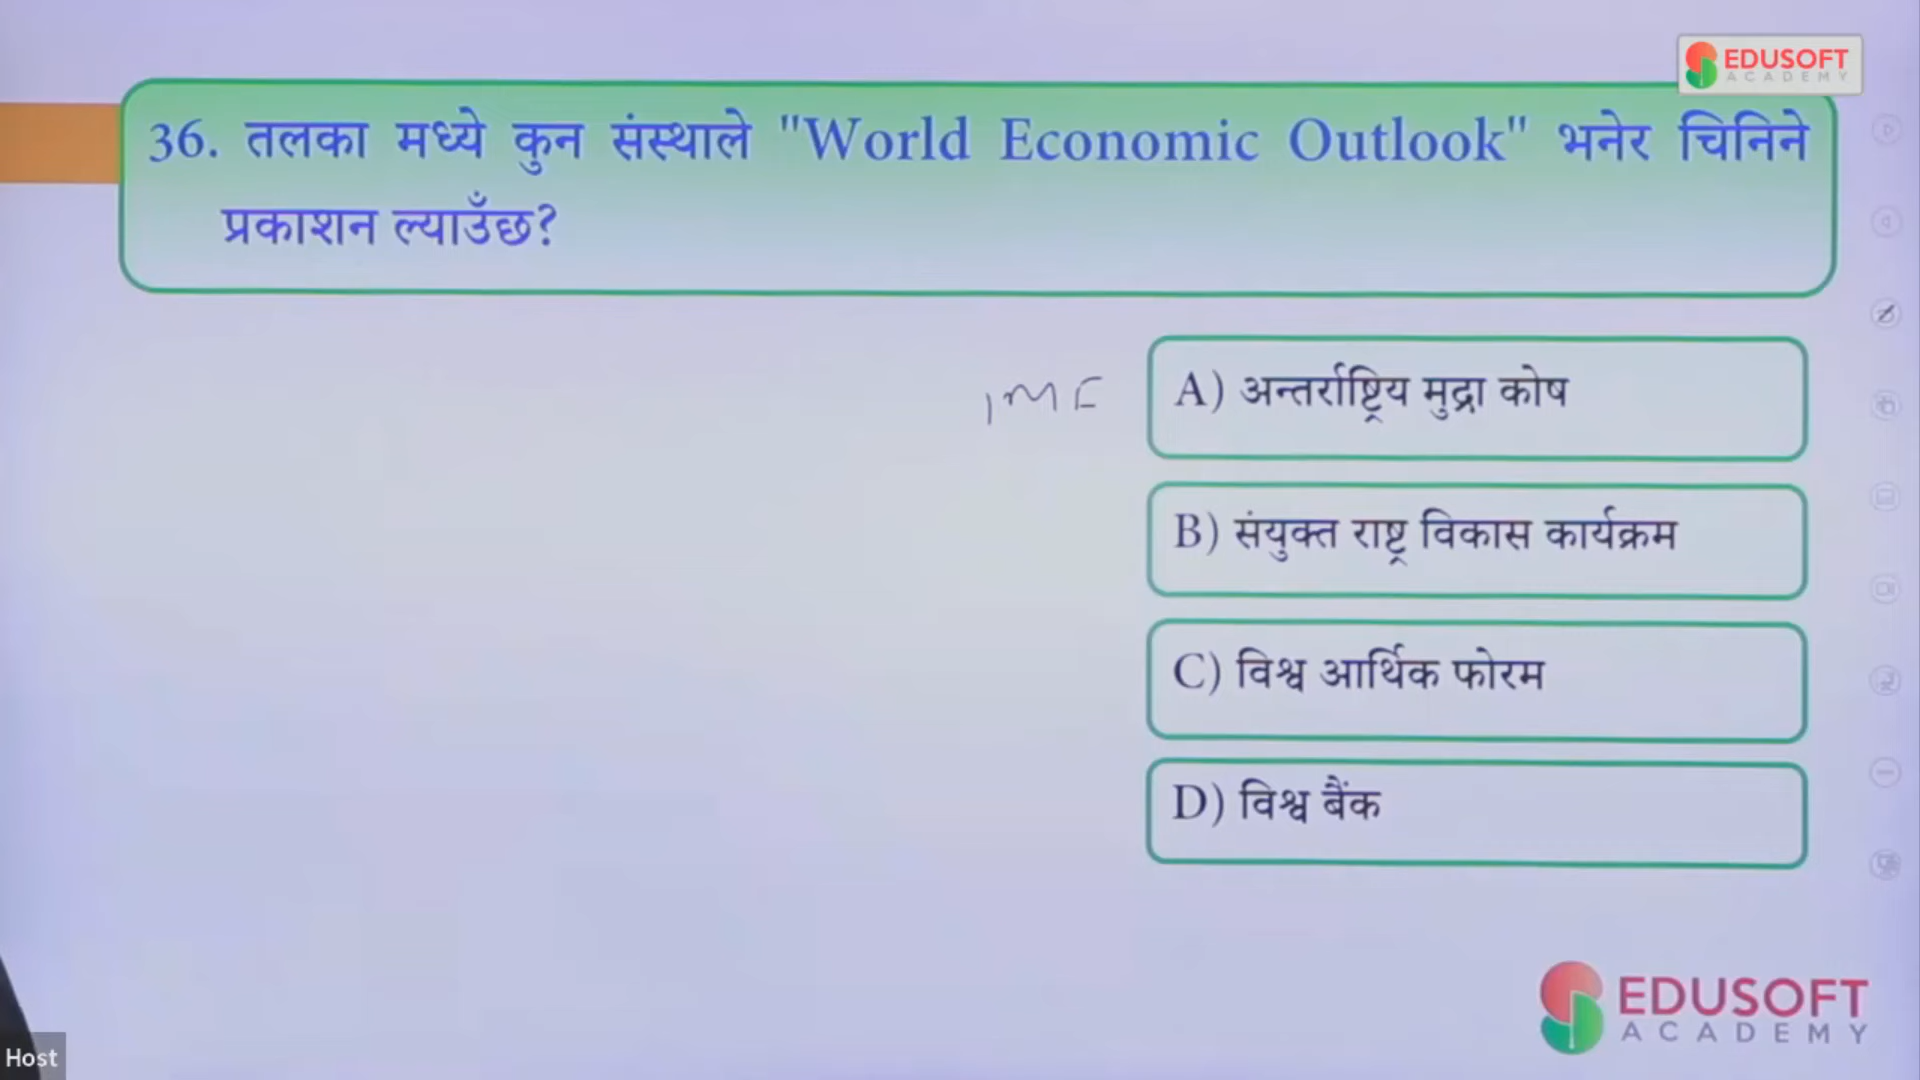 EDUSOFT
ACADEMY
36. तलका मध्ये कुन संस्थाले "World Economic Outlook" भनेर चिनिने
प्रकाशन ल्याउँछ?
IMF
A) अन्तर्राष्ट्रिय मुद्रा कोष
B) संयुक्त राष्ट्र विकास कार्यक्रम
C) विश्व आर्थिक फोरम
D) विश्व बैंक
EDUSOFT
ACADEMY
Host